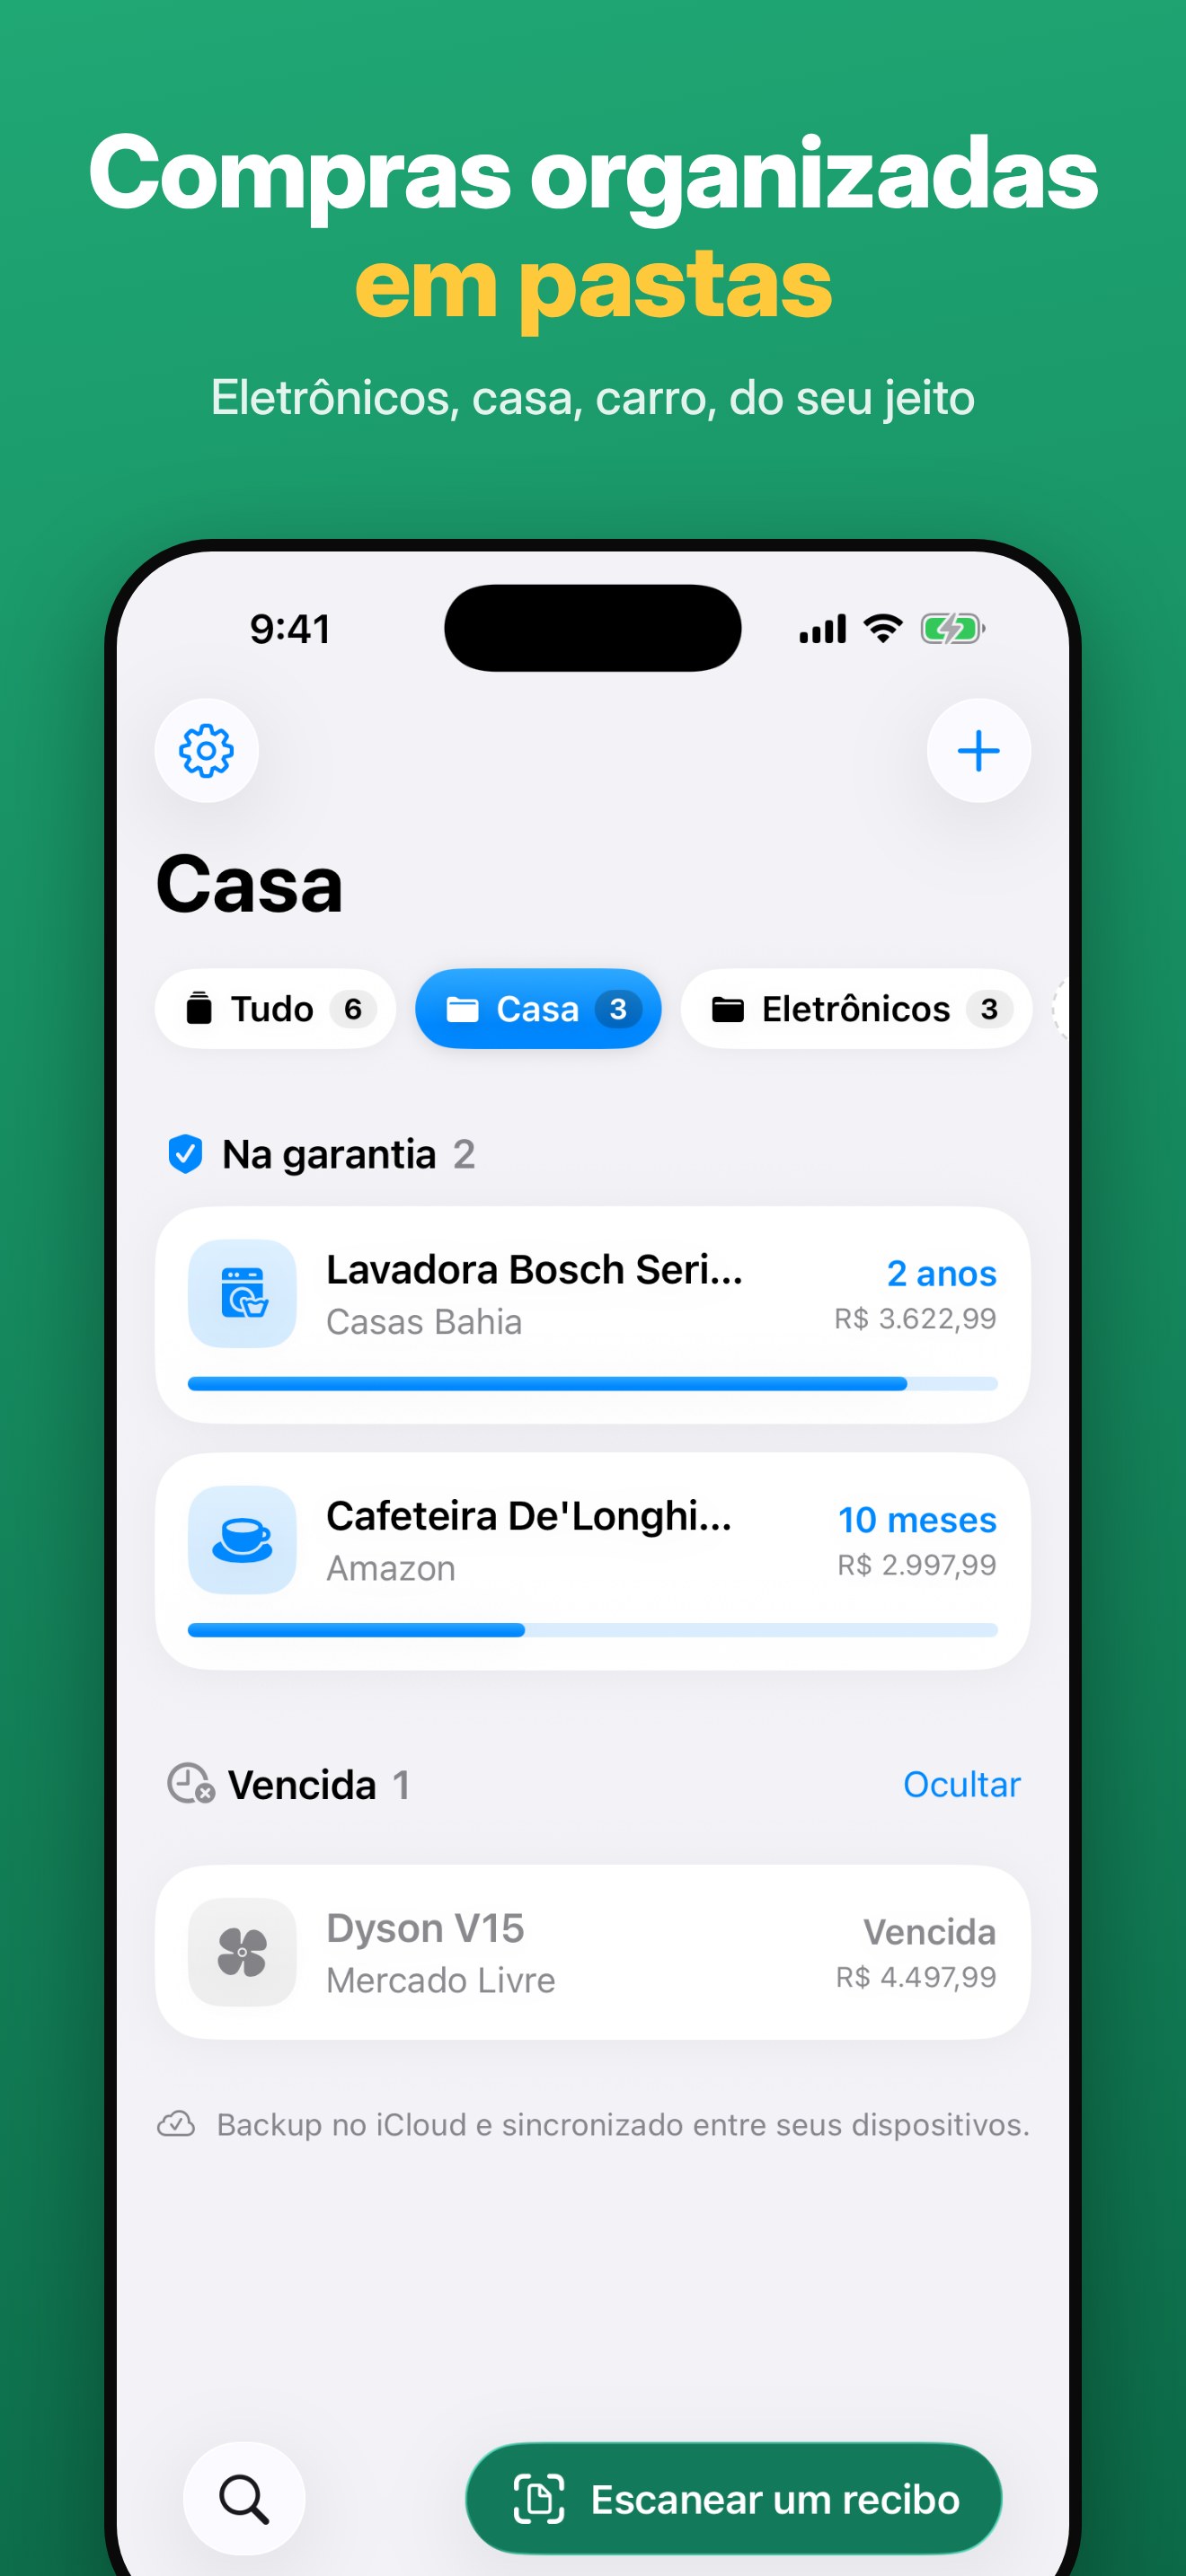 Compras organizadas
em pastas
Eletrônicos, casa, carro, do seu jeito
9:41
Casa
Tudo 6
Casa 3
Eletrônicos 3
Na garantia 2
Lavadora Bosch Seri...
2 anos
Casas Bahia
R$ 3.622,99
Cafeteira De'Longhi...
10 meses
Amazon
R$ 2.997,99
Vencida 1
Ocultar
Dyson V15
Vencida
Mercado Livre
R$ 4.497,99
Backup no iCloud e sincronizado entre seus dispositivos.
Escanear um recibo